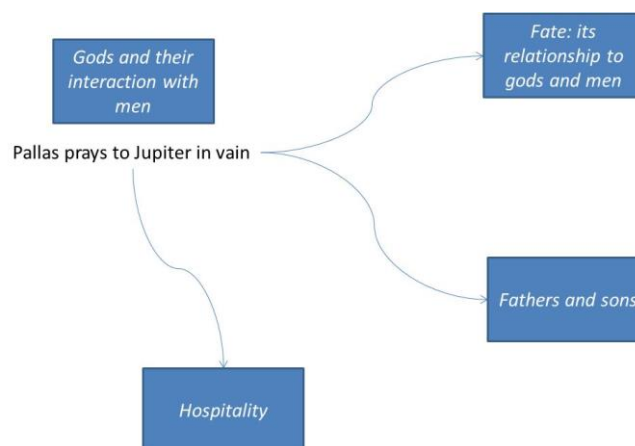 Gods and their
interaction with
men
Fate: its
relationship to
gods and men
Pallas prays to Jupiter in vain
Fathers and sons
Hospitality